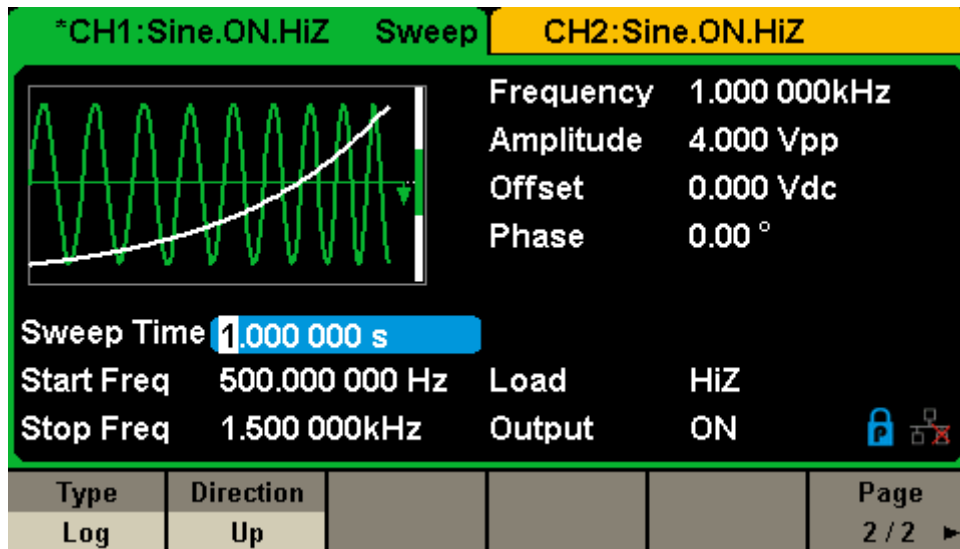 *CH1:Sine.ON.HiZ Sweep CH2:Sine.ON.HiZ
Frequency 1.000 000kHz
Amplitude 4.000 Vpp
Offset 0.000 Vdc
Phase 0.00 °
Sweep Time 1.000 000 s
Start Freq 500.000 000 Hz Load HiZ
Stop Freq 1.500 000kHz Output ON P
Type Direction Page
Log Up 2 / 2 ►